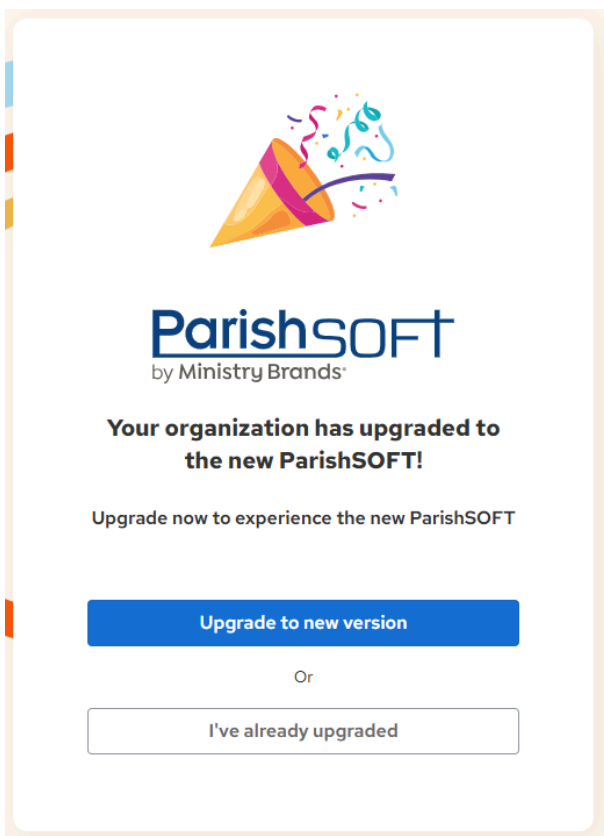 ParishSOFT
by Ministry Brands
Your organization has upgraded to
the new ParishSOFT!
Upgrade now to experience the new ParishSOFT
Upgrade to new version
Or
I've already upgraded